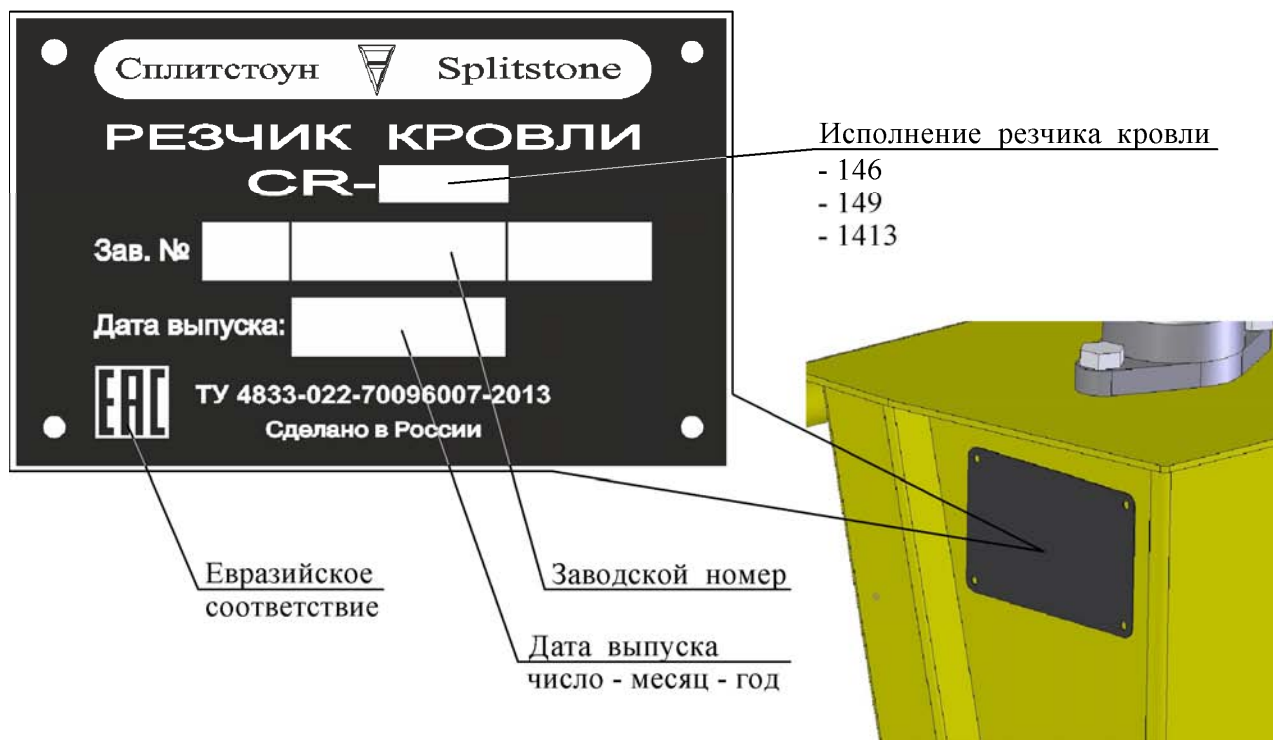 Сплитстоун Splitstone
РЕЗЧИК КРОВЛИ
CR-
Зав. №
Дата выпуска:
ЕАС
ТУ 4833-022-70096007-2013
Сделано в России
Исполнение резчика кровли
- 146
- 149
- 1413
Евразийское
соответствие
Заводской номер
Дата выпуска
число - месяц - год